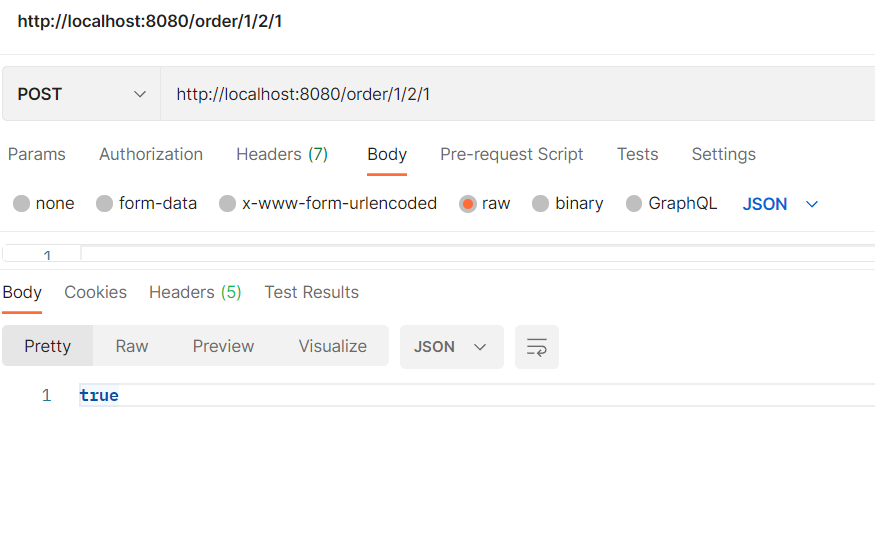 http://localhost:8080/order/1/2/1
POST http://localhost:8080/order/1/2/1
Params Authorization Headers (7) Body Pre-request Script Tests Settings
none form-data x-www-form-urlencoded raw binary GraphQL JSON
1
Body Cookies Headers (5) Test Results
Pretty Raw Preview Visualize JSON
1 true